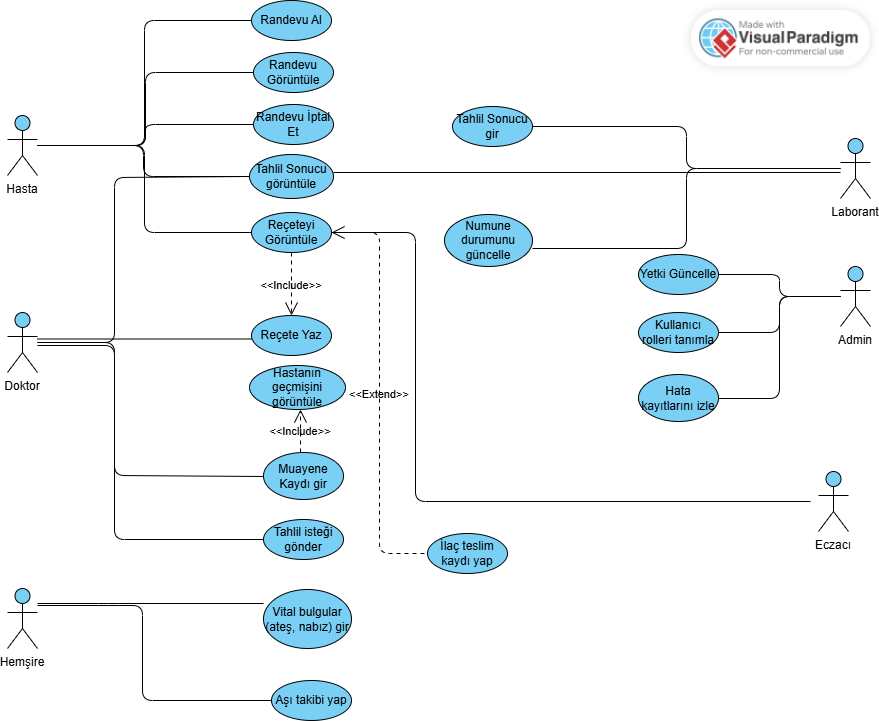 Made with
VisualParadigm
For non-commercial use
Randevu Al
Randevu
Görüntüle
Randevu İptal
Et
Tahlil Sonucu
görüntüle
Reçeteyi
Görüntüle
Hasta
Tahlil Sonucu
gir
Numune
durumunu
güncelle
Laborant
<<Include>>
Yetki Güncelle
Kullanıcı
rolleri tanımla
Hata
kayıtlarını izle
Admin
Reçete Yaz
Doktor
Hastanın
geçmişini
görüntüle
<<Extend>>
<<Include>>
Muayene
Kaydı gir
Tahlil isteği
gönder
İlaç teslim
kaydı yap
Eczacı
Vital bulgular
(ateş, nabız) gir
Hemşire
Aşı takibi yap